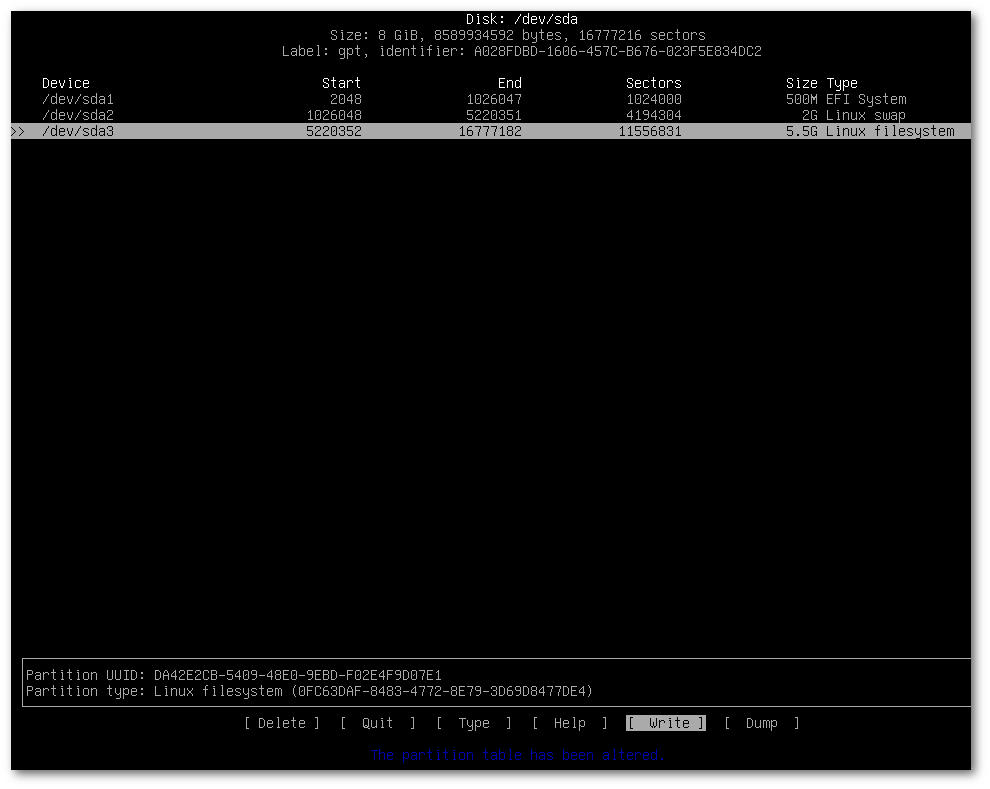 Disk: /dev/sda
Size: 8 GiB, 8589934592 bytes, 16777216 sectors
Label: gpt, identifier: A028FDBD-1606-457C-B676-023F5E834DC2
Device Start End Sectors Size Type
/dev/sda1 2048 1026047 1024000 500M EFI System
/dev/sda2 1026048 5220351 4194304 2G Linux swap
>> /dev/sda3 5220352 16777182 11556831 5.5G Linux filesystem
Partition UUID: DA42E2CB-5409-48E0-9EBD-F02E4F9D07E1
Partition type: Linux filesystem (0FC63DAF-8483-4772-8E79-3D69D8477DE4)
[ Delete ] [ Quit ] [ Type ] [ Help ] [ Write ] [ Dump ]
The partition table has been altered.